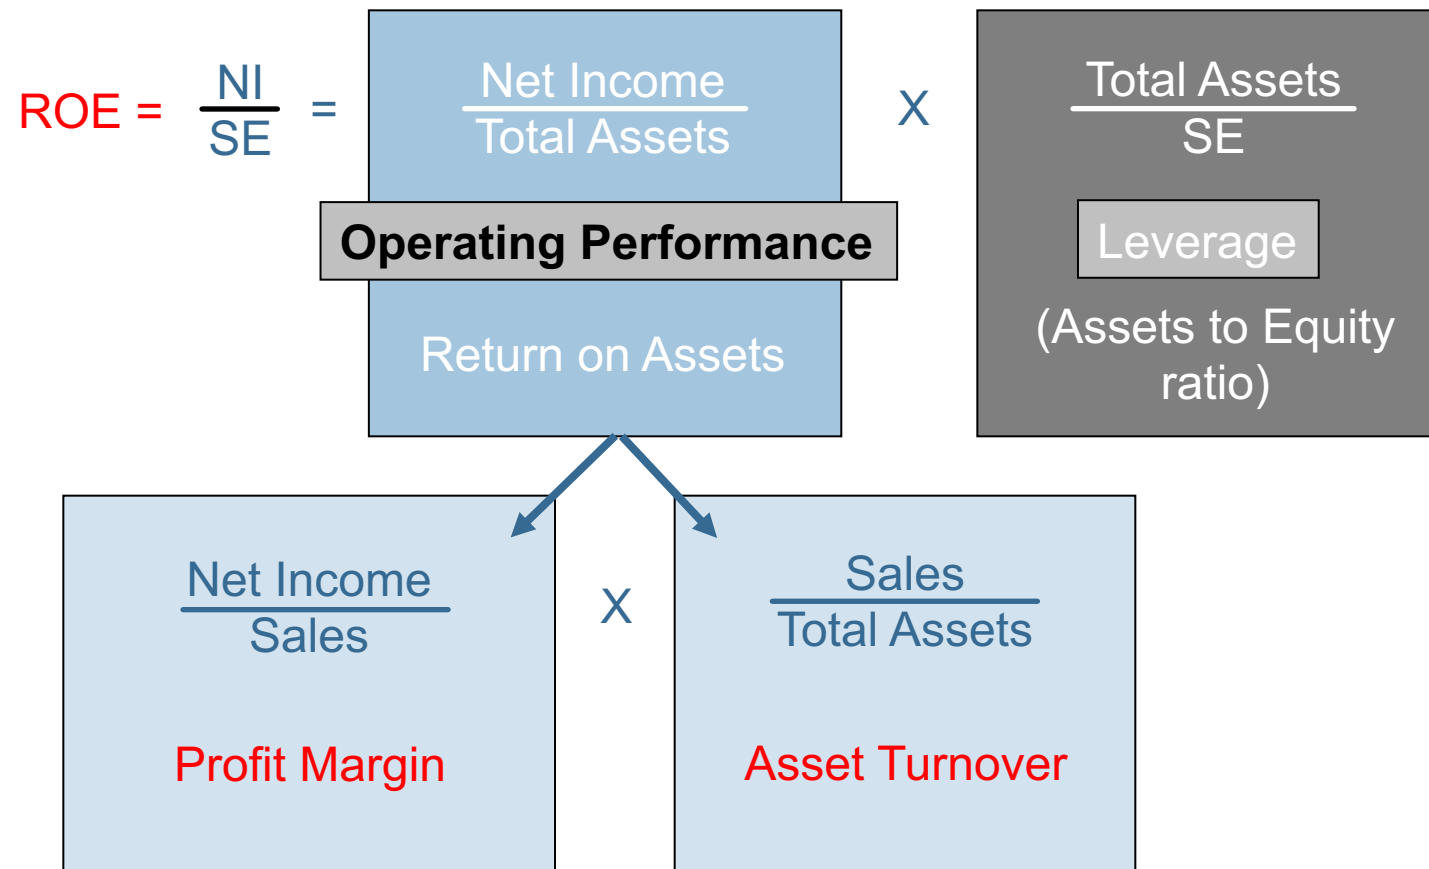 ROE = NI = Net Income X Total Assets
SE Total Assets SE
Operating Performance
Leverage
Return on Assets
(Assets to Equity
ratio)
Net Income X Sales
Sales Total Assets
Profit Margin
Asset Turnover